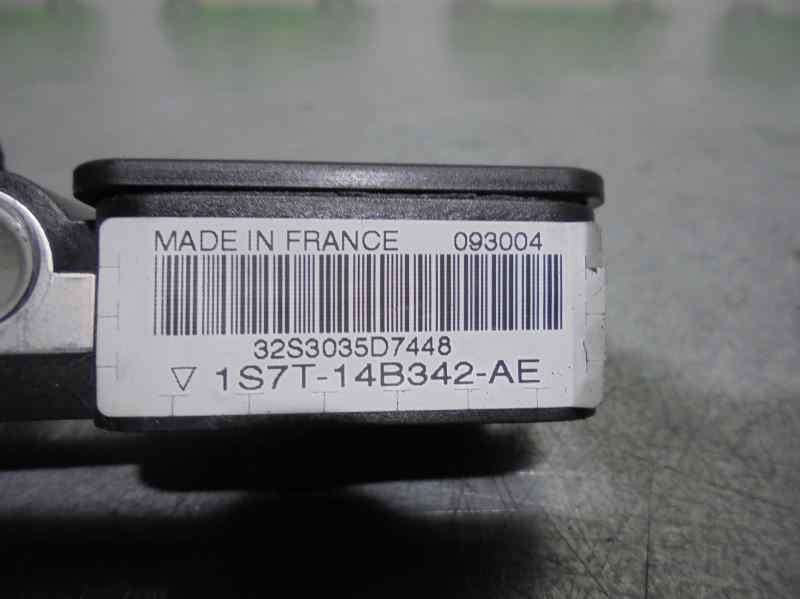 MADE IN FRANCE 093004
32S3035D7448
▽ 1S7T-14B342-AE